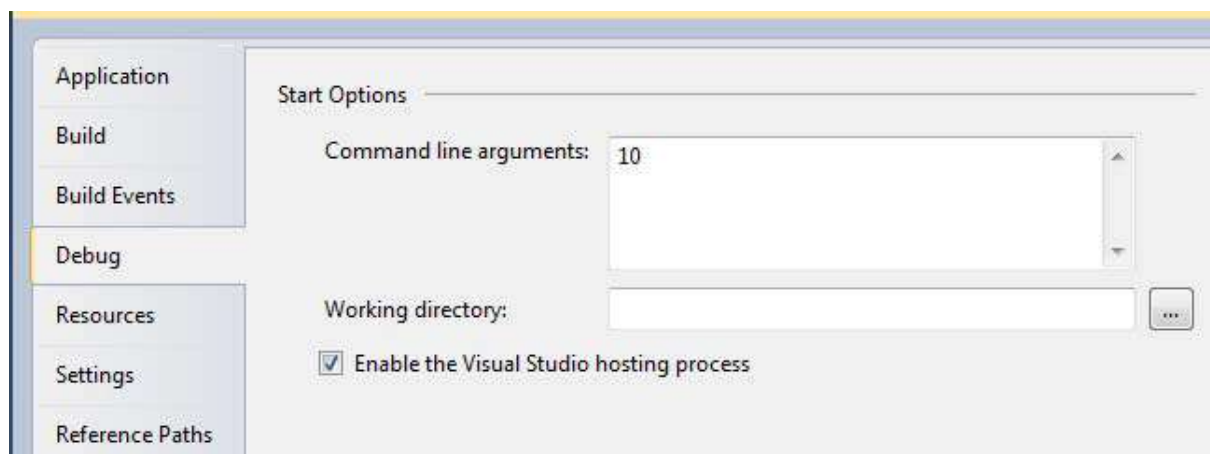 Application
Build
Build Events
Debug
Resources
Settings
Reference Paths
Start Options
Command line arguments: 10
Working directory: ...
Enable the Visual Studio hosting process